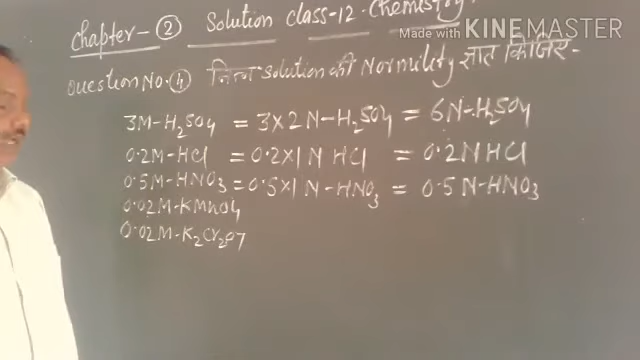 Chapter - ② Solution class-12 Chemistry.
Made with KINEMASTER
Question No. ④ निम्न solution की Normility ज्ञात किजिए -
3M-H₂SO₄ = 3×2 N-H₂SO₄ = 6N-H₂SO₄
0.2M-HCl = 0.2×1 N HCl = 0.2 N HCl
0.5M-HNO₃ = 0.5×1 N-HNO₃ = 0.5 N-HNO₃
0.02M-KMnO₄
0.02M-K₂Cr₂O₇